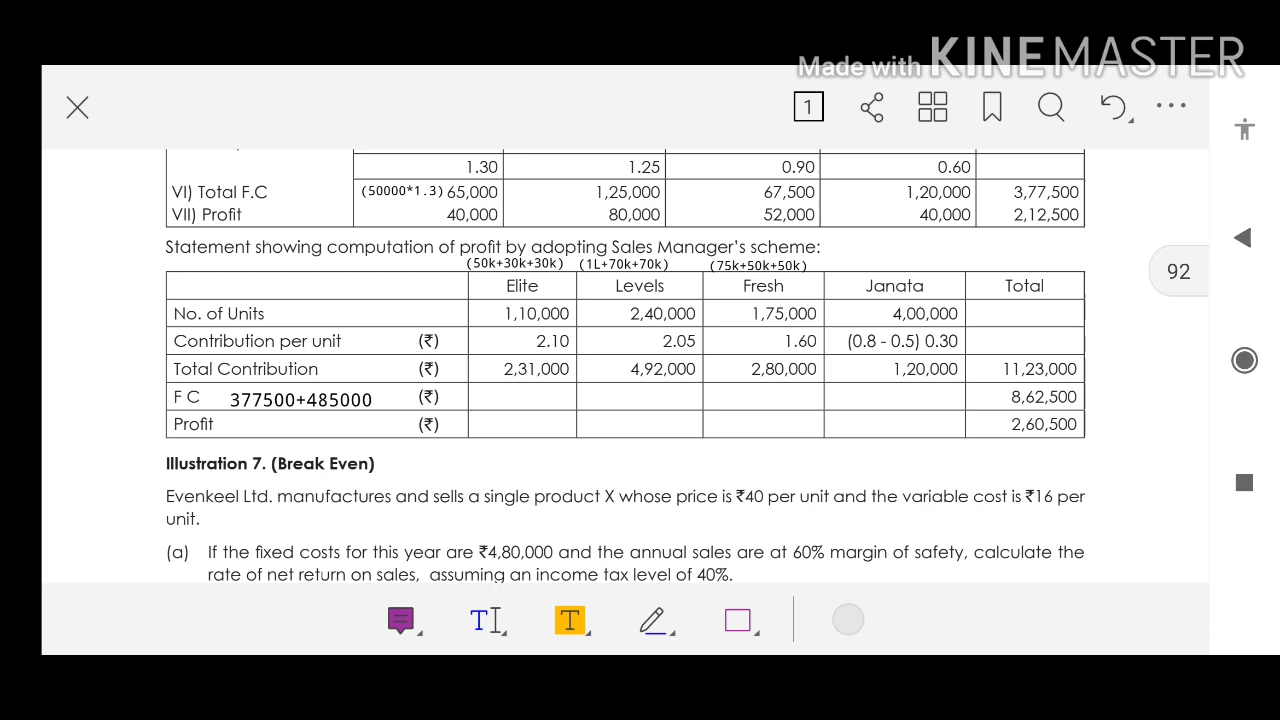 Made with KINEMASTER
1
1.30 1.25 0.90 0.60
VI) Total F.C (50000*1.3) 65,000 1,25,000 67,500 1,20,000 3,77,500
VII) Profit 40,000 80,000 52,000 40,000 2,12,500
Statement showing computation of profit by adopting Sales Manager's scheme:
(50k+30k+30k) (1L+70k+70k) (75k+50k+50k)
92
Elite Levels Fresh Janata Total
No. of Units 1,10,000 2,40,000 1,75,000 4,00,000
Contribution per unit (₹) 2.10 2.05 1.60 (0.8 - 0.5) 0.30
Total Contribution (₹) 2,31,000 4,92,000 2,80,000 1,20,000 11,23,000
F C 377500+485000 (₹) 8,62,500
Profit (₹) 2,60,500
Illustration 7. (Break Even)
Evenkeel Ltd. manufactures and sells a single product X whose price is ₹40 per unit and the variable cost is ₹16 per
unit.
(a) If the fixed costs for this year are ₹4,80,000 and the annual sales are at 60% margin of safety, calculate the
rate of net return on sales, assuming an income tax level of 40%.